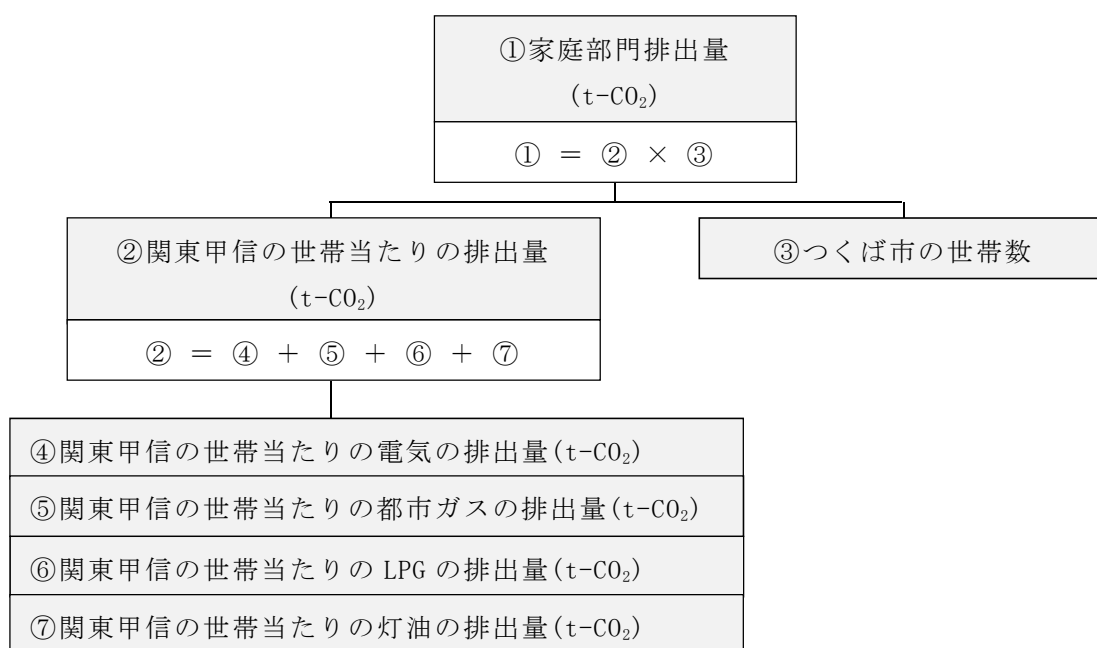 ①家庭部門排出量
(t-CO₂)
① = ② × ③
②関東甲信の世帯当たりの排出量
(t-CO₂)
② = ④ + ⑤ + ⑥ + ⑦
③つくば市の世帯数
④関東甲信の世帯当たりの電気の排出量(t-CO₂)
⑤関東甲信の世帯当たりの都市ガスの排出量(t-CO₂)
⑥関東甲信の世帯当たりの LPG の排出量(t-CO₂)
⑦関東甲信の世帯当たりの灯油の排出量(t-CO₂)